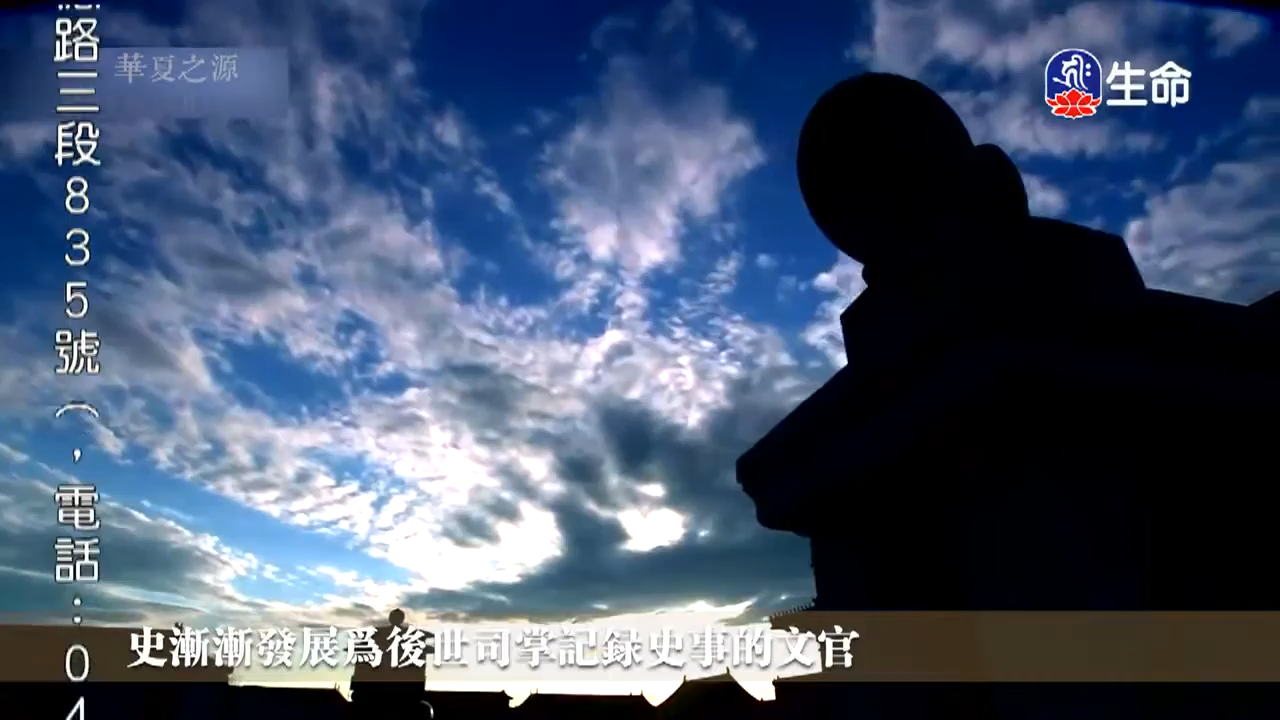 路三段835號（，電話：04
華夏之源
生命
史漸漸發展爲後世司掌記録史事的文官